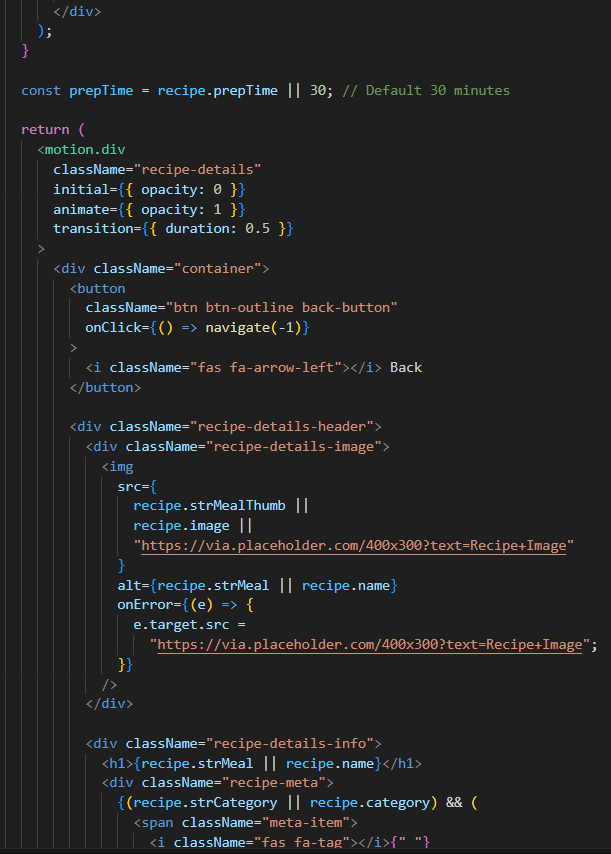 </div>
);
}
const prepTime = recipe.prepTime || 30; // Default 30 minutes
return (
<motion.div
className="recipe-details"
initial={{ opacity: 0 }}
animate={{ opacity: 1 }}
transition={{ duration: 0.5 }}
>
<div className="container">
<button
className="btn btn-outline back-button"
onClick={() => navigate(-1)}
>
<i className="fas fa-arrow-left"></i> Back
</button>
<div className="recipe-details-header">
<div className="recipe-details-image">
<img
src={
recipe.strMealThumb ||
recipe.image ||
"https://via.placeholder.com/400x300?text=Recipe+Image"
}
alt={recipe.strMeal || recipe.name}
onError={(e) => {
e.target.src =
"https://via.placeholder.com/400x300?text=Recipe+Image";
}}
/>
</div>
<div className="recipe-details-info">
<h1>{recipe.strMeal || recipe.name}</h1>
<div className="recipe-meta">
{(recipe.strCategory || recipe.category) && (
<span className="meta-item">
<i className="fas fa-tag"></i>{" "}